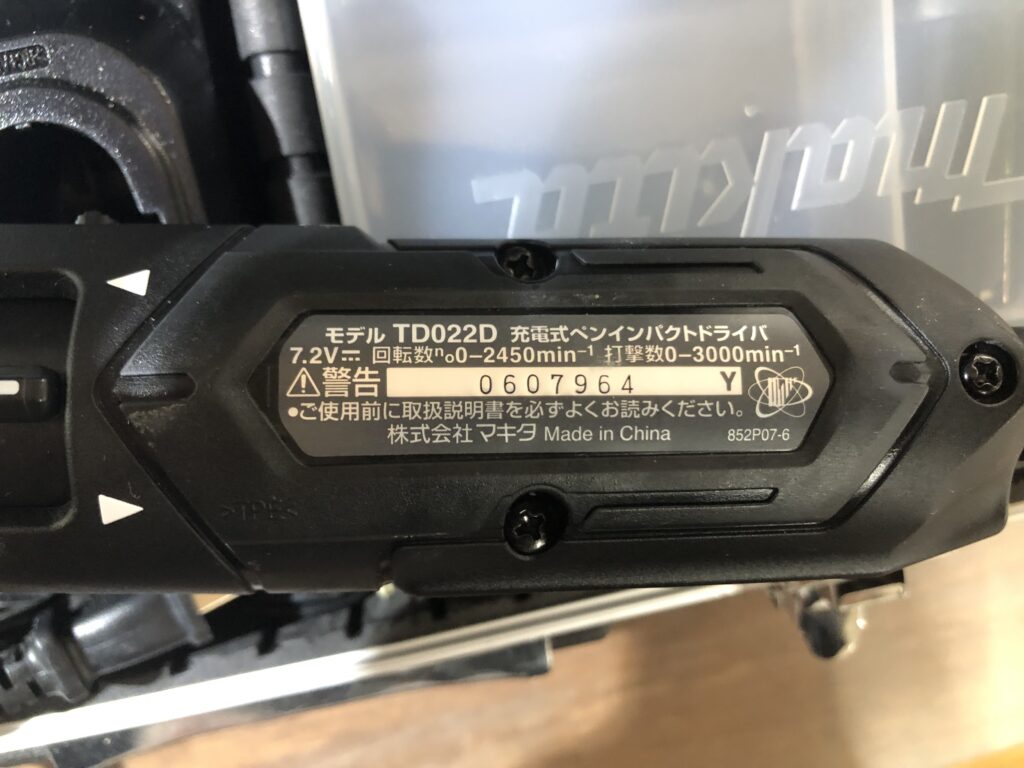 makita
モデル TD022D 充電式ペンインパクトドライバ
7.2V⎓ 回転数n₀0-2450min⁻¹ 打撃数0-3000min⁻¹
⚠警告 0607964 Y
●ご使用前に取扱説明書を必ずよくお読みください。
株式会社 マキタ Made in China 852P07-6
>TPE<